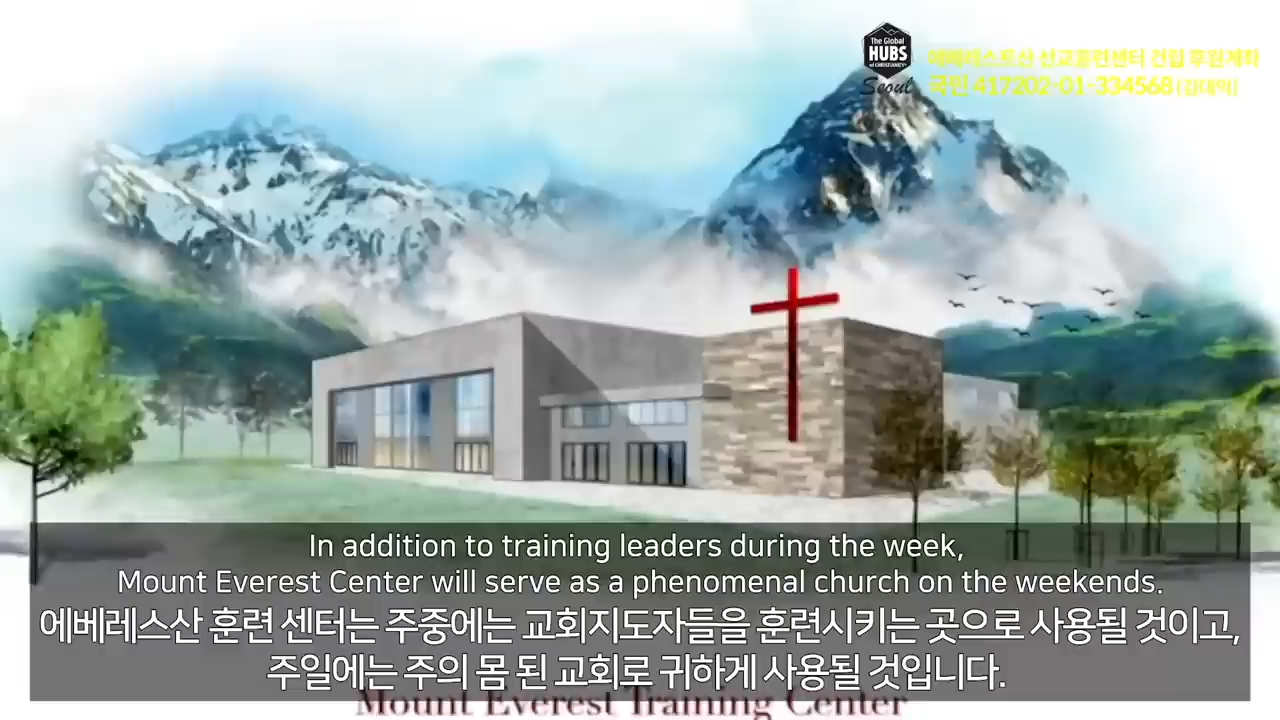 The Global
HUBS
of CHRISTIANITY
Seoul
에베레스트산 선교훈련센터 건립 후원계좌
국민 417202-01-334568 (김대억)
In addition to training leaders during the week,
Mount Everest Center will serve as a phenomenal church on the weekends.
에베레스산 훈련 센터는 주중에는 교회지도자들을 훈련시키는 곳으로 사용될 것이고,
주일에는 주의 몸 된 교회로 귀하게 사용될 것입니다.
Mount Everest Training Center